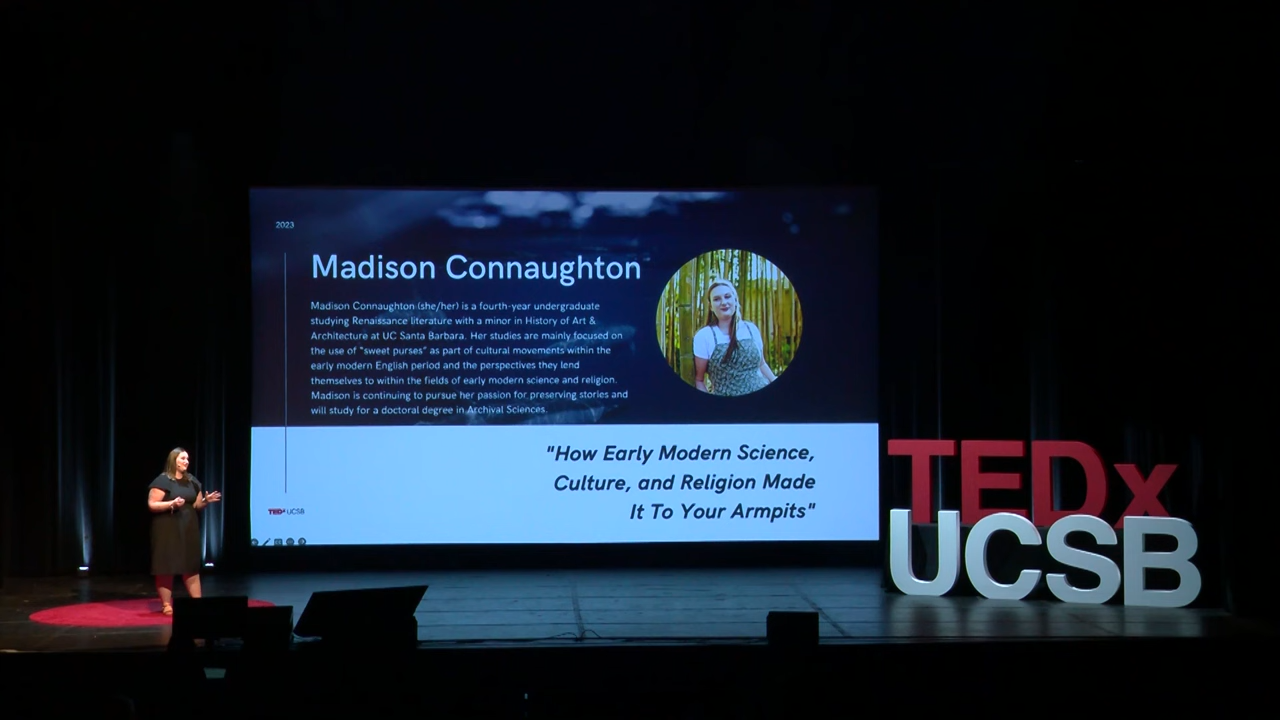 2023
Madison Connaughton
Madison Connaughton (she/her) is a fourth-year undergraduate
studying Renaissance literature with a minor in History of Art &
Architecture at UC Santa Barbara. Her studies are mainly focused on
the use of "sweet purses" as part of cultural movements within the
early modern English period and the perspectives they lend
themselves to within the fields of early modern science and religion.
Madison is continuing to pursue her passion for preserving stories and
will study for a doctoral degree in Archival Sciences.
"How Early Modern Science,
Culture, and Religion Made
It To Your Armpits"
TEDx UCSB
TEDx
UCSB